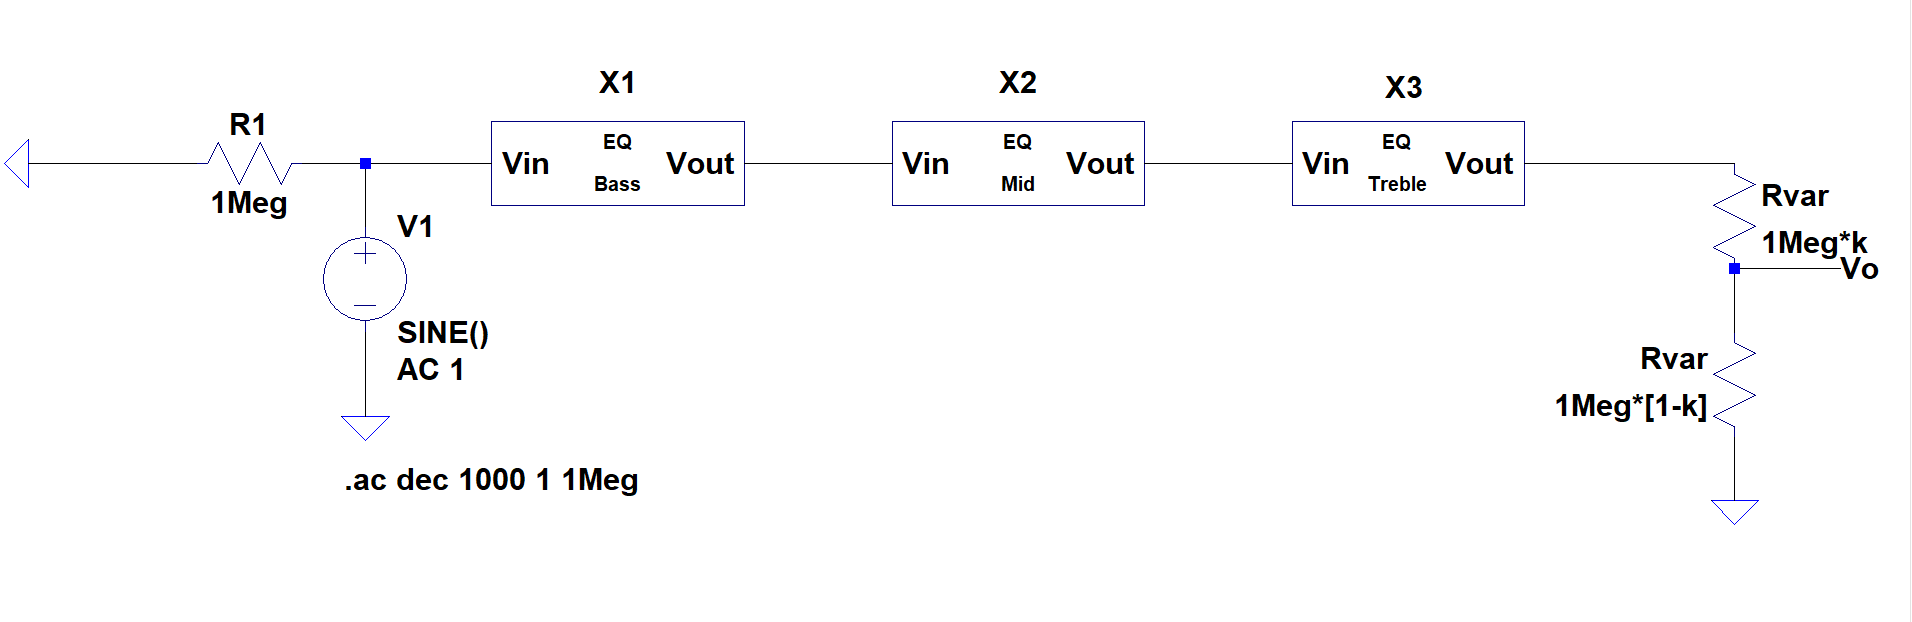 X1
X2
X3
R1
1Meg
Vin
EQ
Bass
Vout
Vin
EQ
Mid
Vout
Vin
EQ
Treble
Vout
Rvar
1Meg*k
Vo
V1
SINE()
AC 1
Rvar
1Meg*[1-k]
.ac dec 1000 1 1Meg